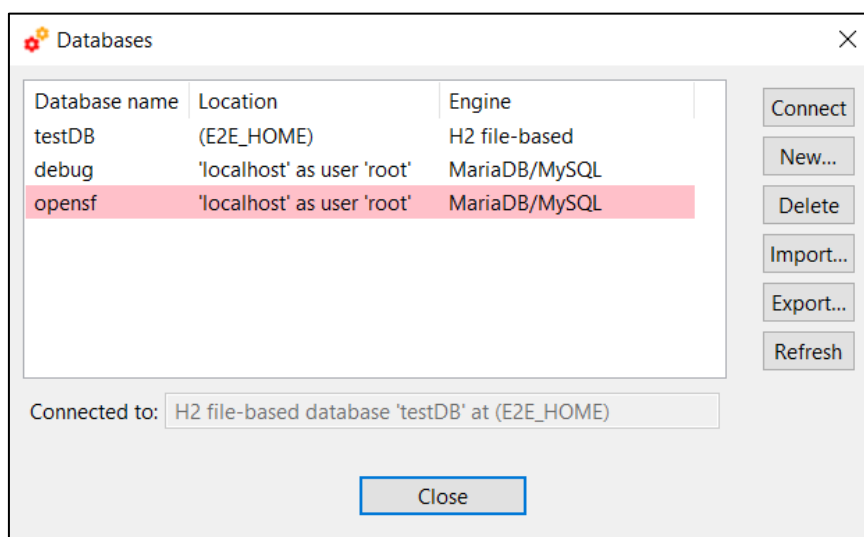 Databases
Database name Location Engine
testDB (E2E_HOME) H2 file-based
debug 'localhost' as user 'root' MariaDB/MySQL
opensf 'localhost' as user 'root' MariaDB/MySQL
Connect
New...
Delete
Import...
Export...
Refresh
Connected to: H2 file-based database 'testDB' at (E2E_HOME)
Close